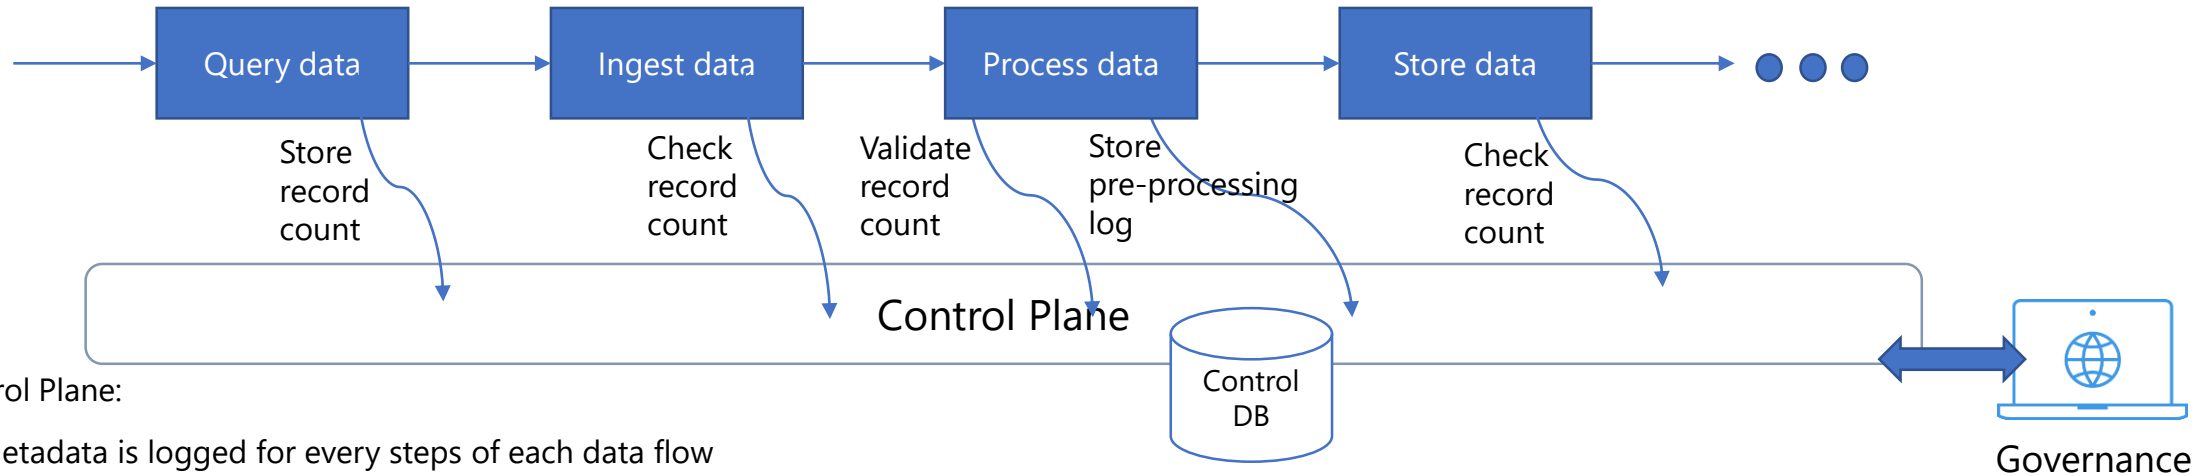 Query data
Ingest data
Process data
Store data
Store
record
count
Check
record
count
Validate
record
count
Store
pre-processing
log
Check
record
count
Control Plane
Control
DB
rol Plane:
etadata is logged for every steps of each data flow
Governance